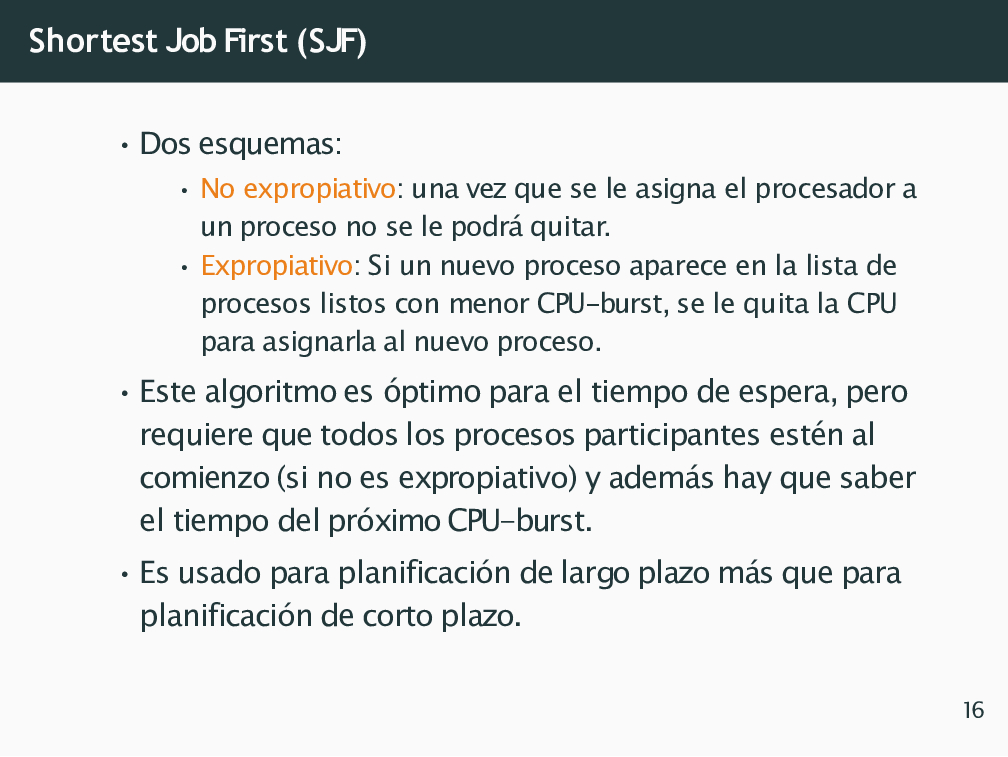 Shortest Job First (SJF)
• Dos esquemas:
• No expropiativo: una vez que se le asigna el procesador a
un proceso no se le podrá quitar.
• Expropiativo: Si un nuevo proceso aparece en la lista de
procesos listos con menor CPU-burst, se le quita la CPU
para asignarla al nuevo proceso.
• Este algoritmo es óptimo para el tiempo de espera, pero
requiere que todos los procesos participantes estén al
comienzo (si no es expropiativo) y además hay que saber
el tiempo del próximo CPU-burst.
• Es usado para planificación de largo plazo más que para
planificación de corto plazo.
16